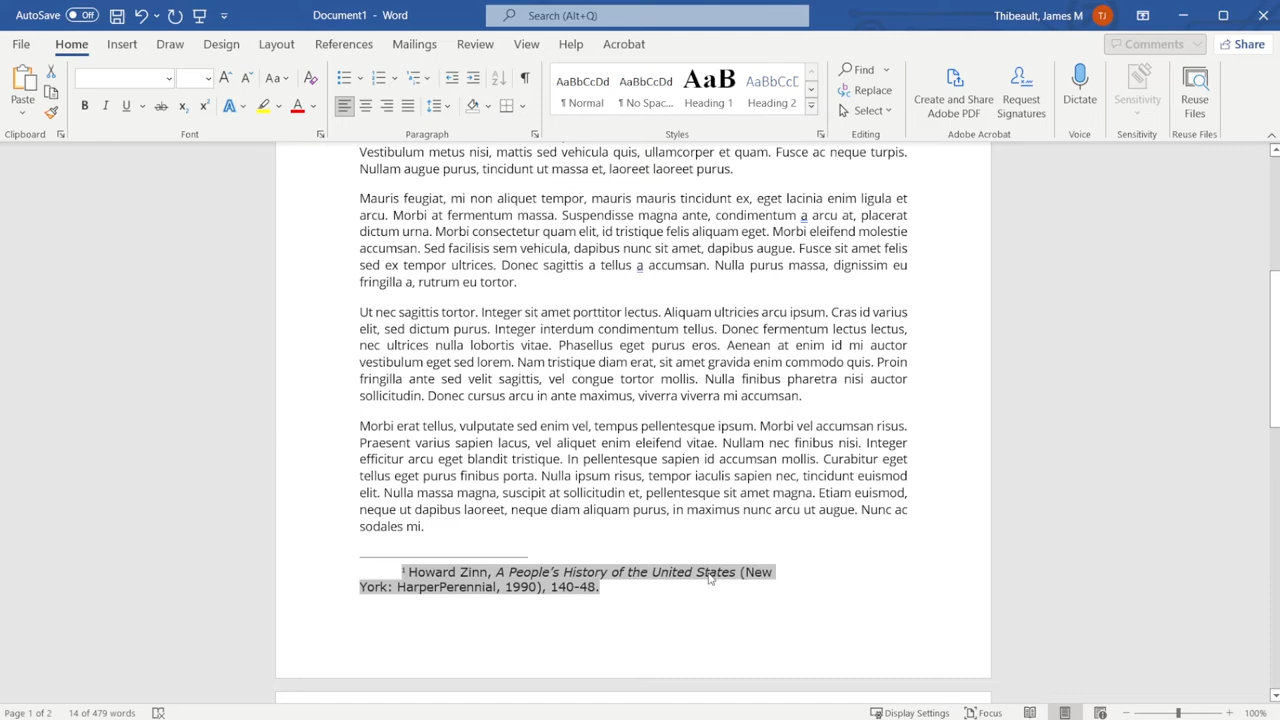 AutoSave Off Document1 - Word Search (Alt+Q) Thibeault, James M TJ
File Home Insert Draw Design Layout References Mailings Review View Help Acrobat Comments Share
Paste
B I U ab x₂ x² A A
Aa
AaBbCcDd AaBbCcDd AaB AaBbCcD
¶ Normal ¶ No Spac... Heading 1 Heading 2
Find
Replace
Select
Create and Share Adobe PDF
Request Signatures
Dictate
Sensitivity
Reuse Files
Clipboard Font Paragraph Styles Editing Adobe Acrobat Voice Sensitivity Reuse Files
Vestibulum metus nisi, mattis sed vehicula quis, ullamcorper et quam. Fusce ac neque turpis.
Nullam augue purus, tincidunt ut massa et, laoreet laoreet purus.
Mauris feugiat, mi non aliquet tempor, mauris mauris tincidunt ex, eget lacinia enim ligula et
arcu. Morbi at fermentum massa. Suspendisse magna ante, condimentum a arcu at, placerat
dictum urna. Morbi consectetur quam elit, id tristique felis aliquam eget. Morbi eleifend molestie
accumsan. Sed facilisis sem vehicula, dapibus nunc sit amet, dapibus augue. Fusce sit amet felis
sed ex tempor ultrices. Donec sagittis a tellus a accumsan. Nulla purus massa, dignissim eu
fringilla a, rutrum eu tortor.
Ut nec sagittis tortor. Integer sit amet porttitor lectus. Aliquam ultricies arcu ipsum. Cras id varius
elit, sed dictum purus. Integer interdum condimentum tellus. Donec fermentum lectus lectus,
nec ultrices nulla lobortis vitae. Phasellus eget purus eros. Aenean at enim id mi auctor
vestibulum eget sed lorem. Nam tristique diam erat, sit amet gravida enim commodo quis. Proin
fringilla ante sed velit sagittis, vel congue tortor mollis. Nulla finibus pharetra nisi auctor
sollicitudin. Donec cursus arcu in ante maximus, viverra viverra mi accumsan.
Morbi erat tellus, vulputate sed enim vel, tempus pellentesque ipsum. Morbi vel accumsan risus.
Praesent varius sapien lacus, vel aliquet enim eleifend vitae. Nullam nec finibus nisi. Integer
efficitur arcu eget blandit tristique. In pellentesque sapien id accumsan mollis. Curabitur eget
tellus eget purus finibus porta. Nulla ipsum risus, tempor iaculis sapien nec, tincidunt euismod
elit. Nulla massa magna, suscipit at sollicitudin et, pellentesque sit amet magna. Etiam euismod,
neque ut dapibus laoreet, neque diam aliquam purus, in maximus nunc arcu ut augue. Nunc ac
sodales mi.
¹ Howard Zinn, A People’s History of the United States (New
York: HarperPerennial, 1990), 140-48.
Page 1 of 2 14 of 479 words Display Settings Focus 100%